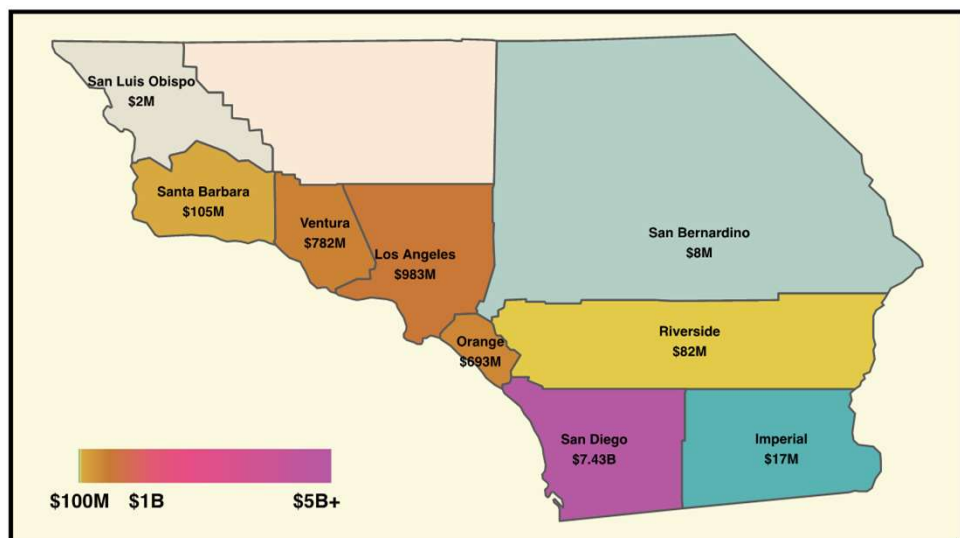 San Luis Obispo
$2M
Santa Barbara
$105M
Ventura
$782M
Los Angeles
$983M
San Bernardino
$8M
Orange
$693M
Riverside
$82M
San Diego
$7.43B
Imperial
$17M
$100M $1B $5B+